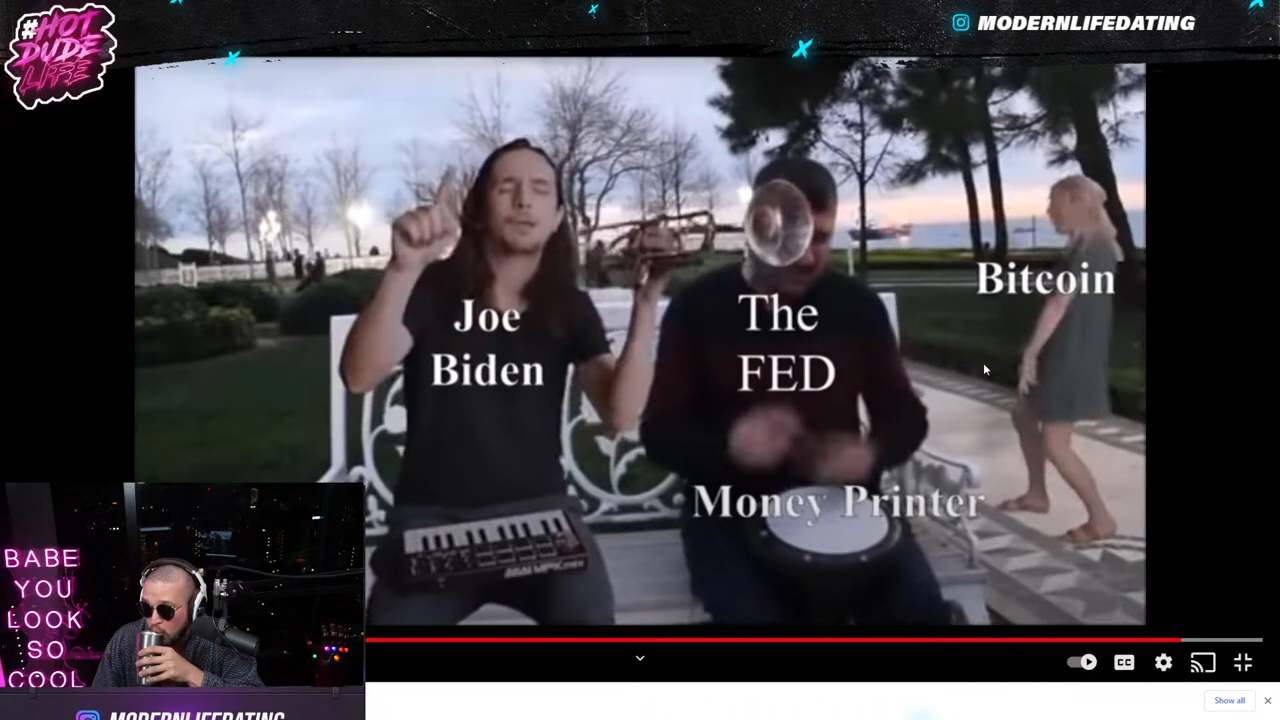 #HOT
DUDE
LIFE
MODERNLIFEDATING
Joe
Biden
The
FED
Bitcoin
Money Printer
BABE
YOU
LOOK
SO
COOL
MODERNLIFEDATING
CC
Show all